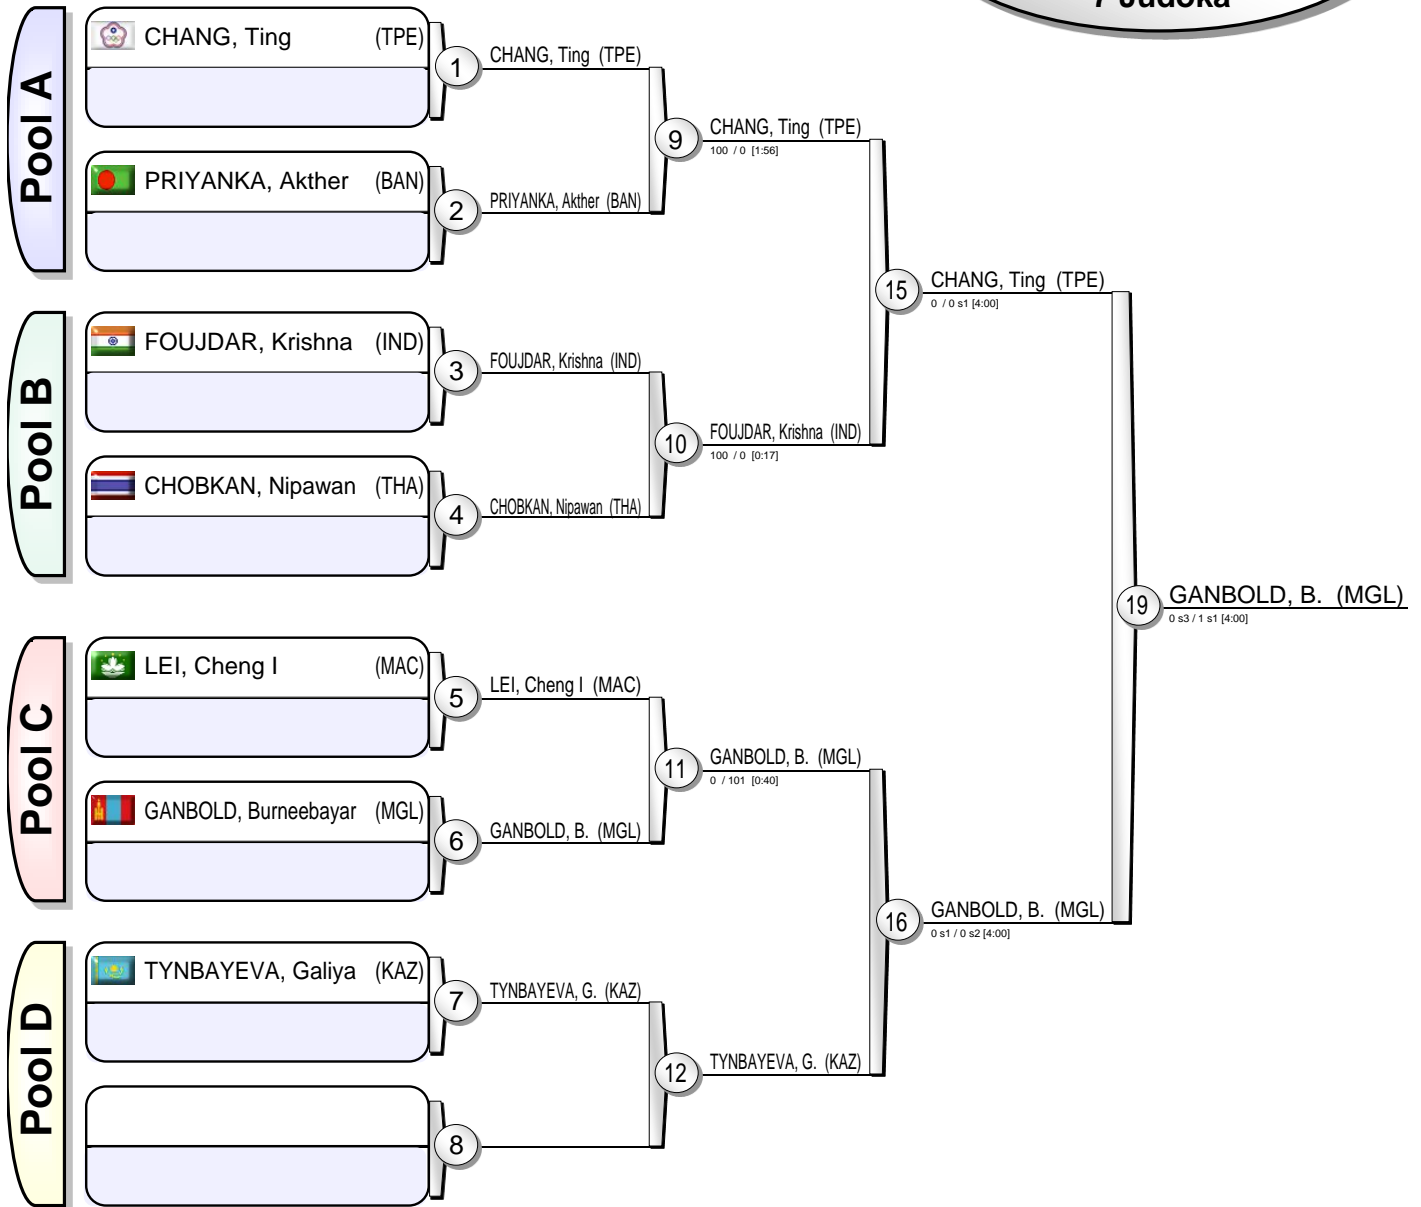 7 Judoka
Pool A
CHANG, Ting (TPE)
1
CHANG, Ting (TPE)
PRIYANKA, Akther (BAN)
2
PRIYANKA, Akther (BAN)
9
CHANG, Ting (TPE)
100 / 0 [1:56]
Pool B
FOUJDAR, Krishna (IND)
3
FOUJDAR, Krishna (IND)
CHOBKAN, Nipawan (THA)
4
CHOBKAN, Nipawan (THA)
10
FOUJDAR, Krishna (IND)
100 / 0 [0:17]
15
CHANG, Ting (TPE)
0 / 0 s1 [4:00]
Pool C
LEI, Cheng I (MAC)
5
LEI, Cheng I (MAC)
GANBOLD, Burneebayar (MGL)
6
GANBOLD, B. (MGL)
11
GANBOLD, B. (MGL)
0 / 101 [0:40]
Pool D
TYNBAYEVA, Galiya (KAZ)
7
TYNBAYEVA, G. (KAZ)
8
12
TYNBAYEVA, G. (KAZ)
16
GANBOLD, B. (MGL)
0 s1 / 0 s2 [4:00]
19
GANBOLD, B. (MGL)
0 s3 / 1 s1 [4:00]